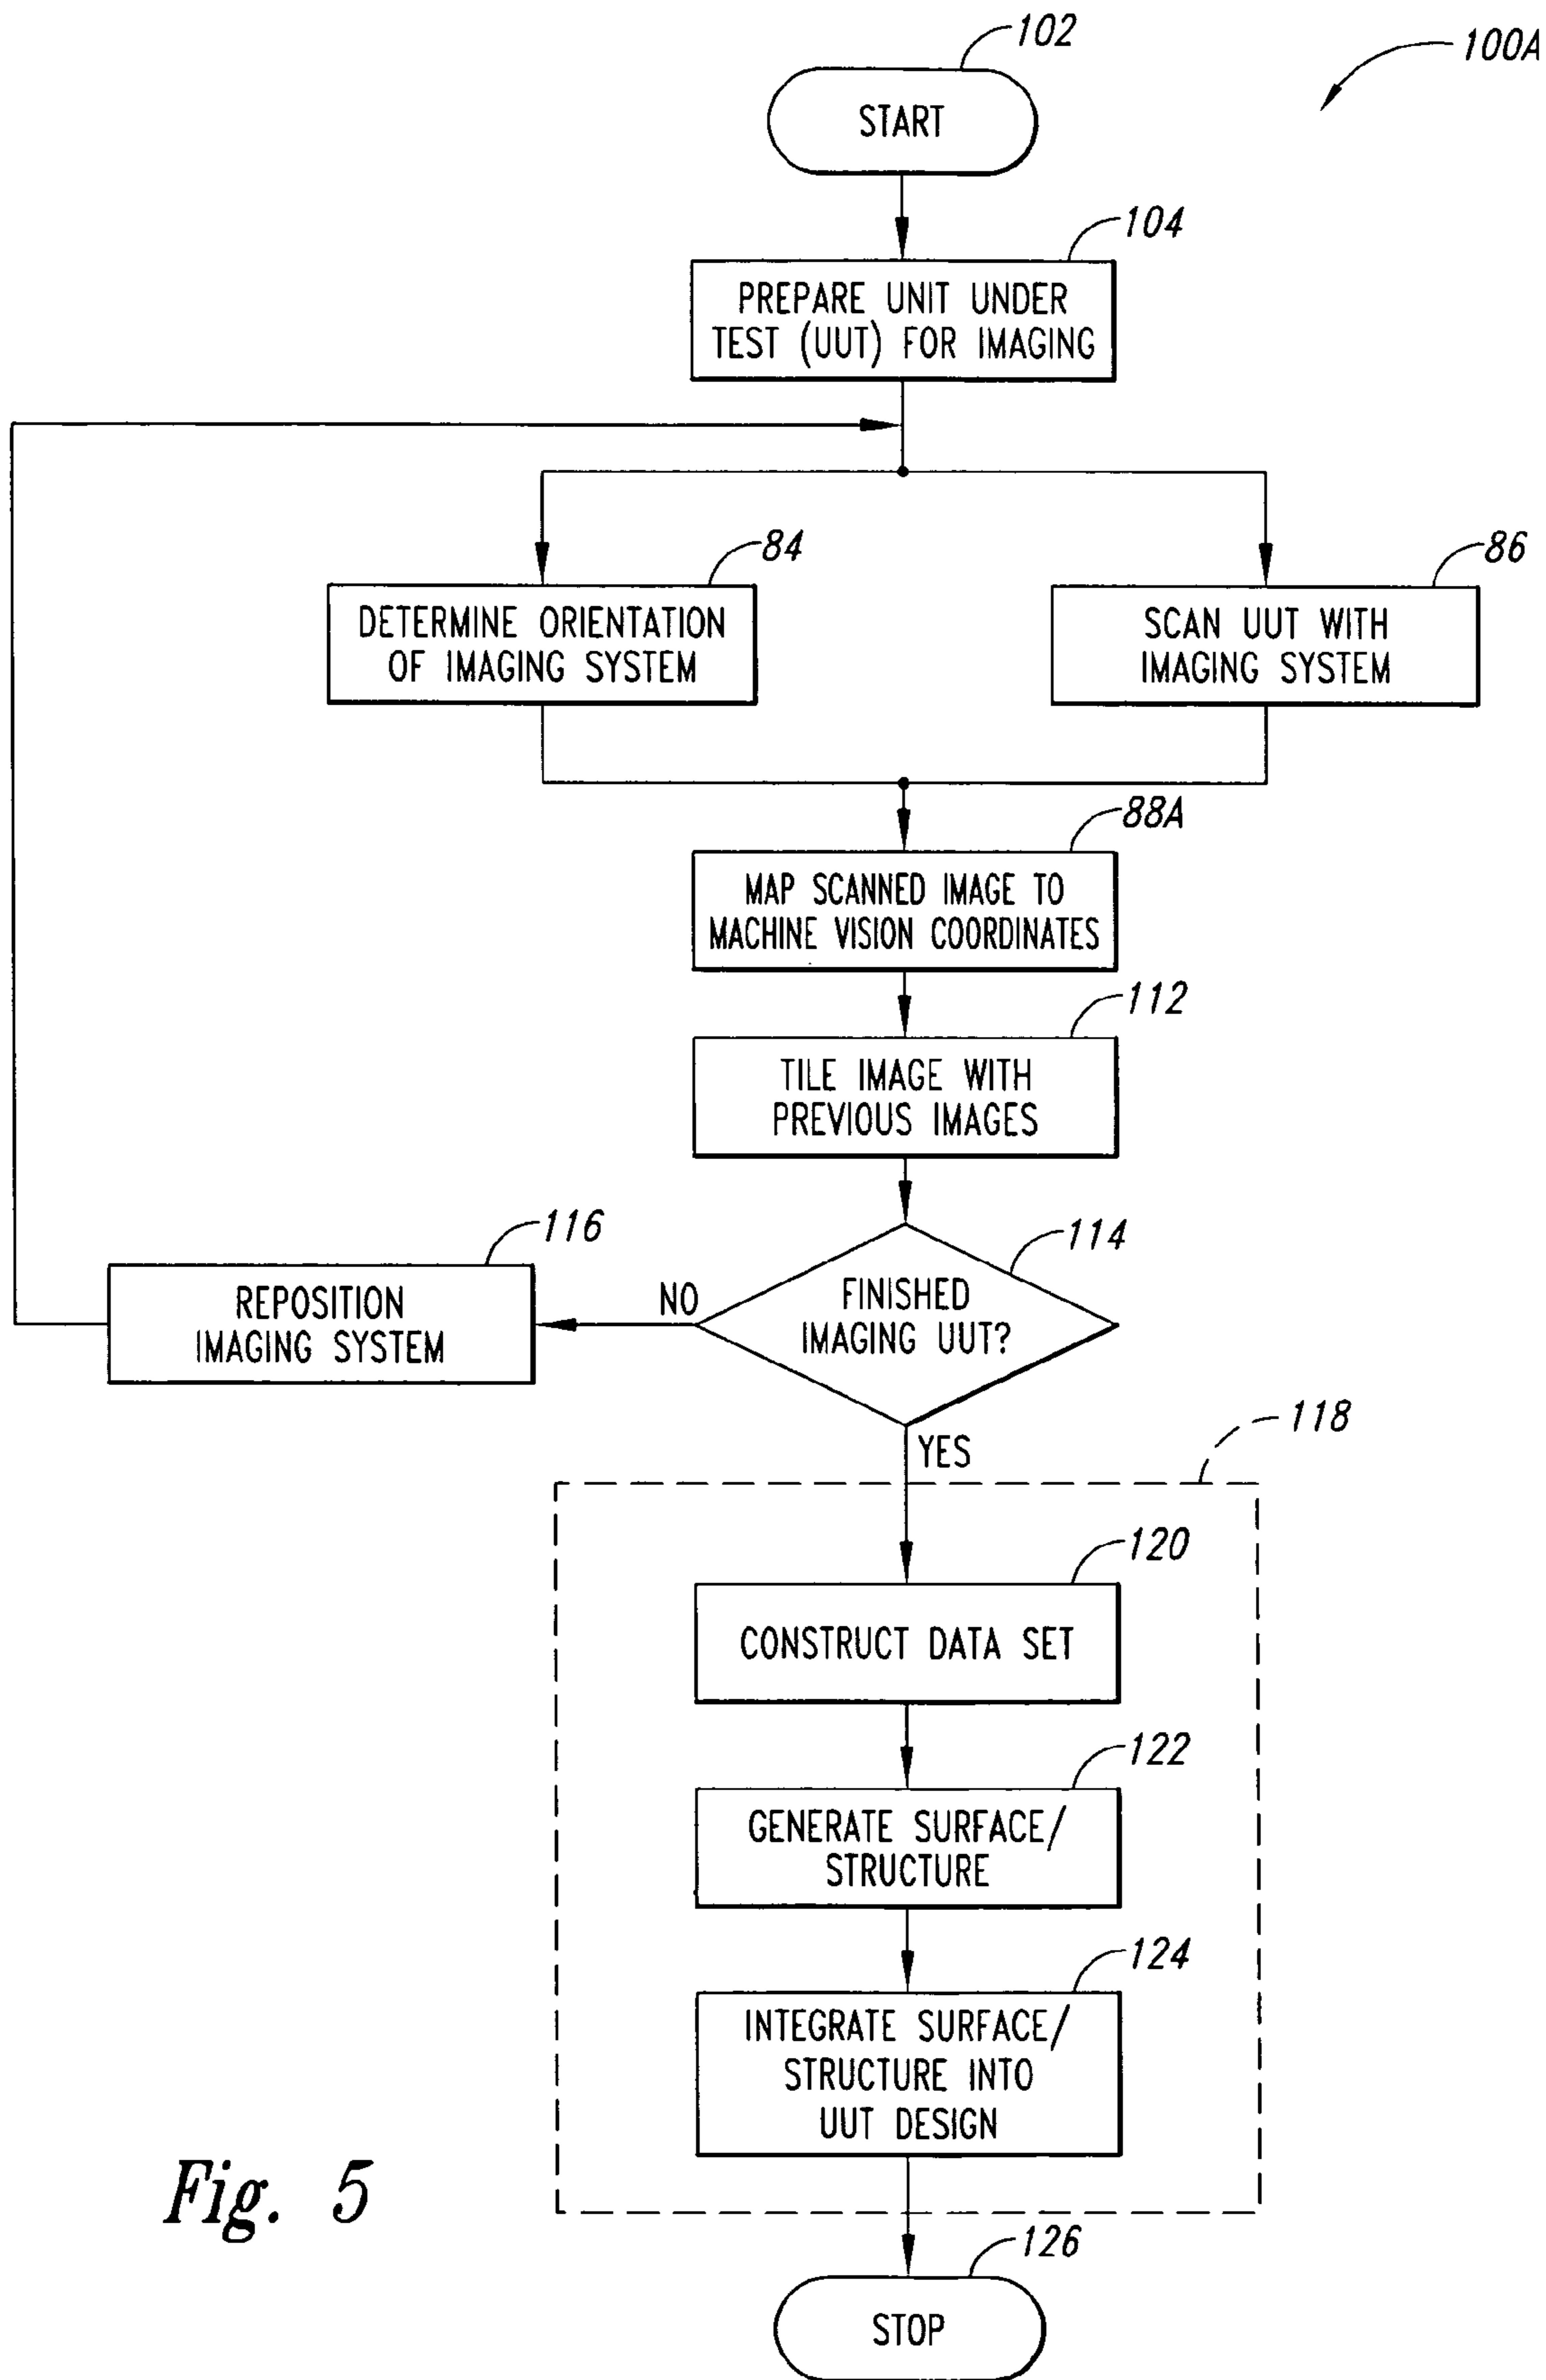 102
100A
START
104
PREPARE UNIT UNDER
TEST (UUT) FOR IMAGING
84
86
DETERMINE ORIENTATION
OF IMAGING SYSTEM
SCAN UUT WITH
IMAGING SYSTEM
88A
MAP SCANNED IMAGE TO
MACHINE VISION COORDINATES
112
TILE IMAGE WITH
PREVIOUS IMAGES
116
114
REPOSITION
IMAGING SYSTEM
NO
FINISHED
IMAGING UUT?
118
YES
120
CONSTRUCT DATA SET
122
GENERATE SURFACE/
STRUCTURE
124
INTEGRATE SURFACE/
STRUCTURE INTO
UUT DESIGN
Fig. 5
126
STOP